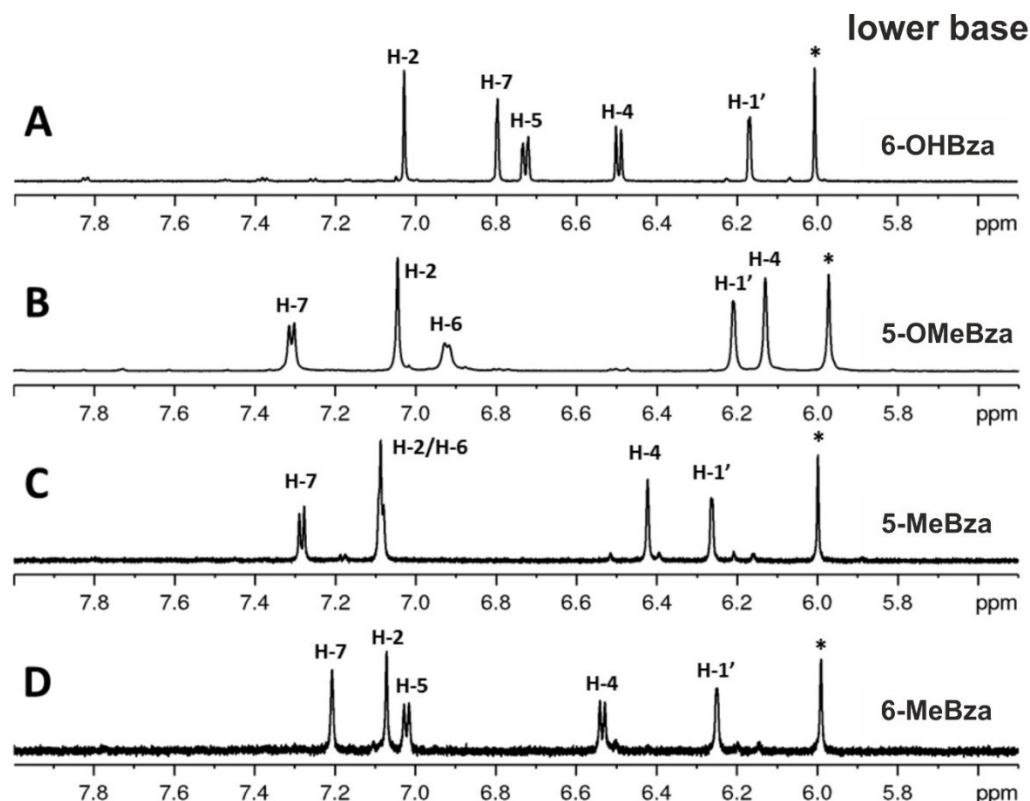 lower base
A
H-2
H-7
H-5
H-4
H-1’
*
6-OHBza
7.8 7.6 7.4 7.2 7.0 6.8 6.6 6.4 6.2 6.0 5.8 ppm
B
H-7
H-2
H-6
H-1’
H-4
*
5-OMeBza
7.8 7.6 7.4 7.2 7.0 6.8 6.6 6.4 6.2 6.0 5.8 ppm
C
H-7
H-2/H-6
H-4
H-1’
*
5-MeBza
7.8 7.6 7.4 7.2 7.0 6.8 6.6 6.4 6.2 6.0 5.8 ppm
D
H-7
H-2
H-5
H-4
H-1’
*
6-MeBza
7.8 7.6 7.4 7.2 7.0 6.8 6.6 6.4 6.2 6.0 5.8 ppm